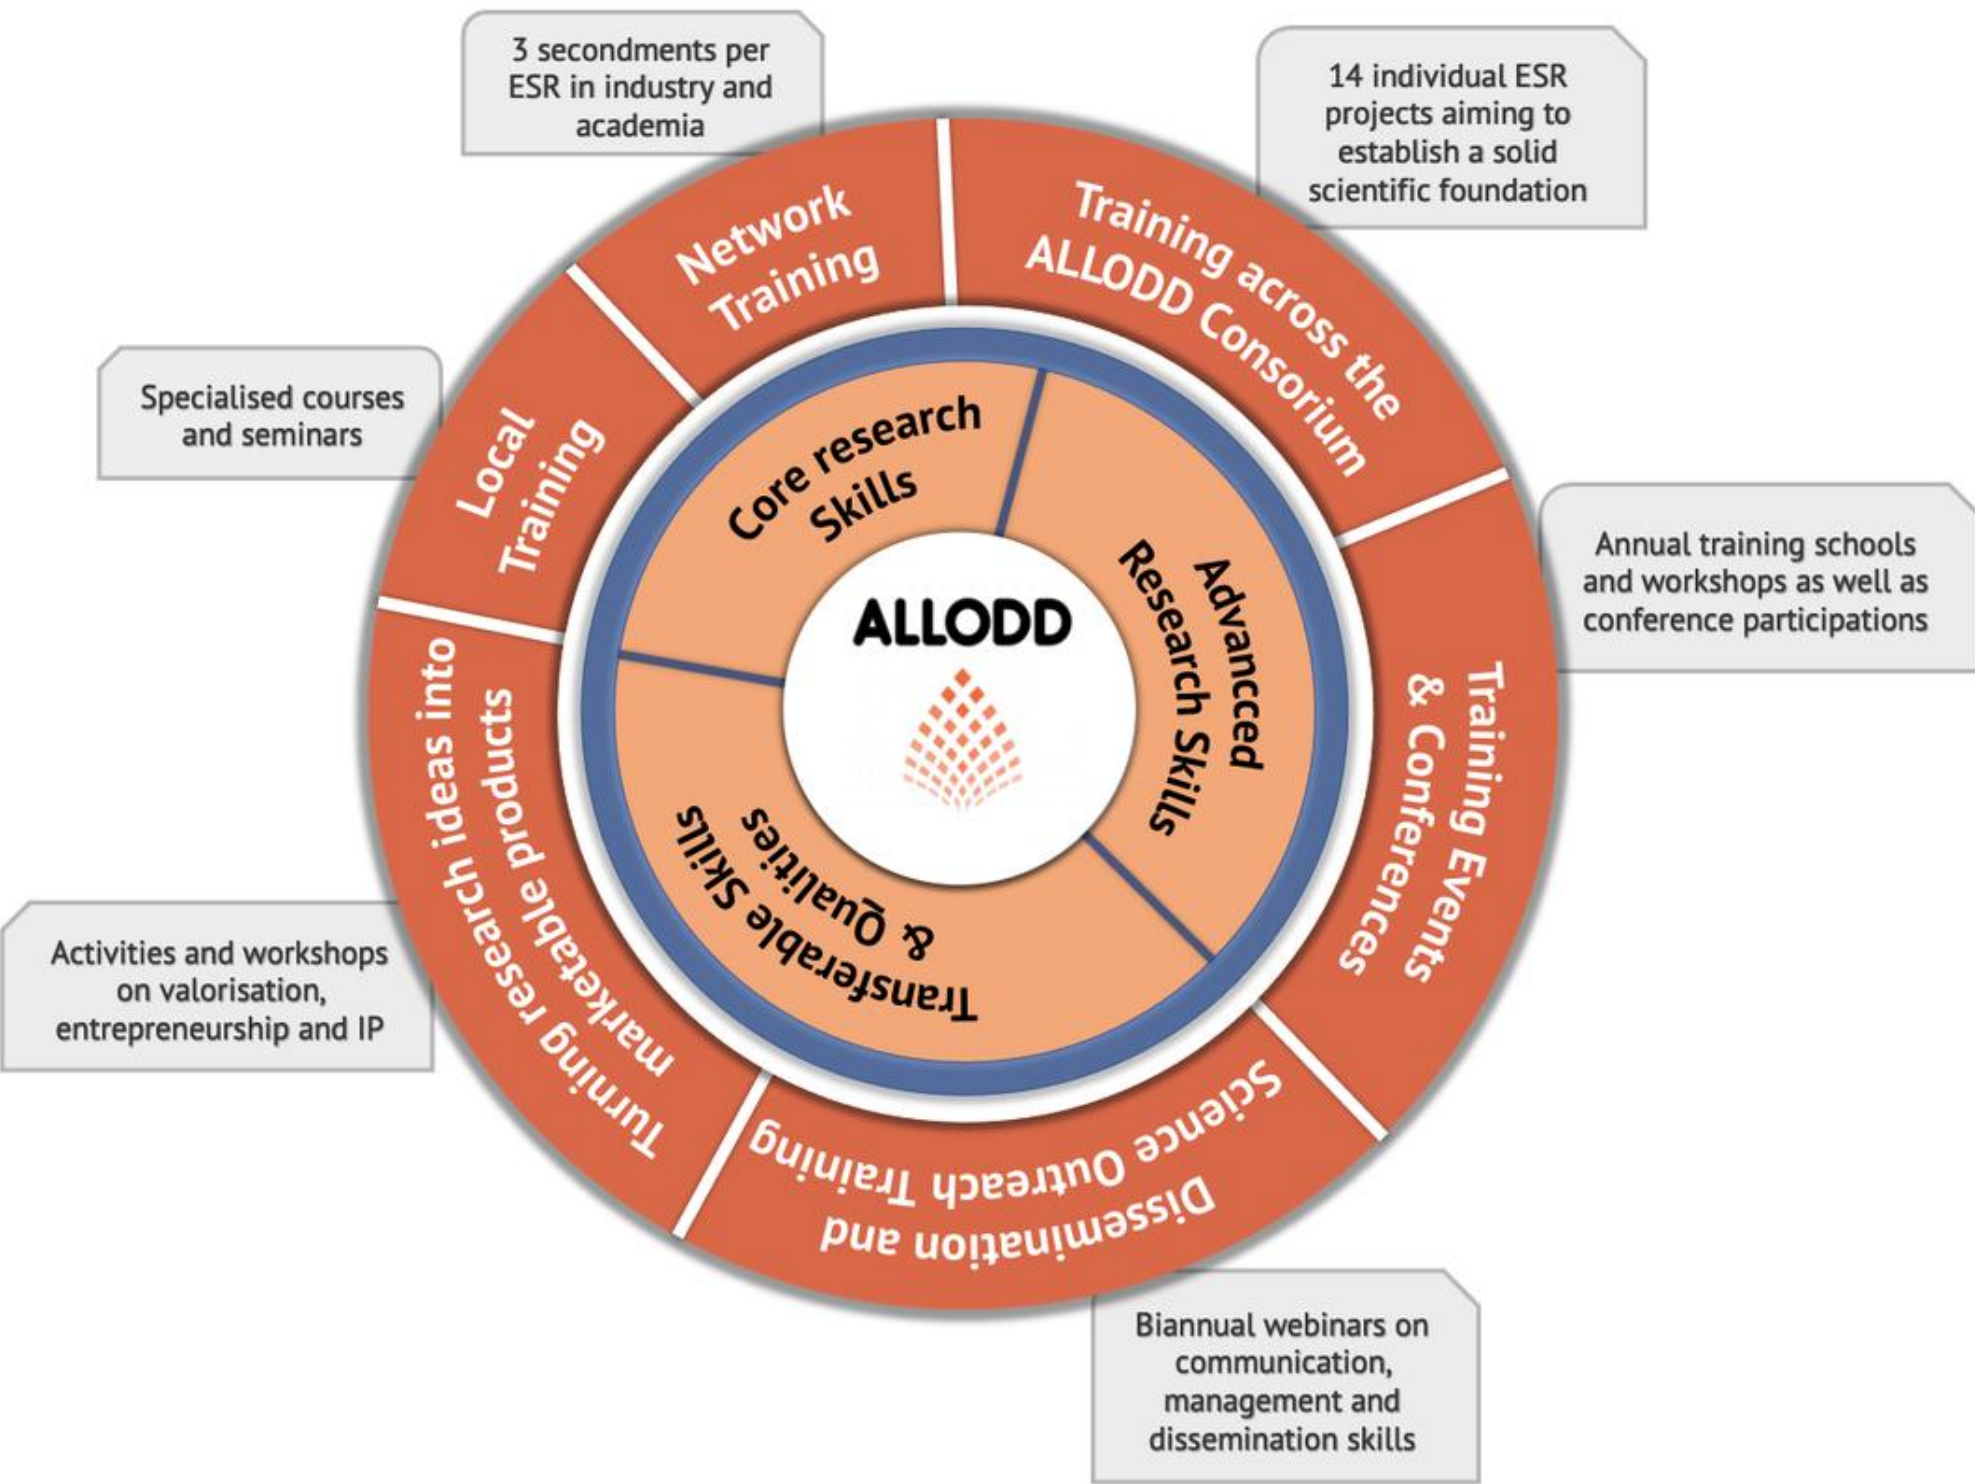 3 secondments per
ESR in industry and
academia
14 individual ESR
projects aiming to
establish a solid
scientific foundation
Network
Training
Training across the
ALLODD Consorium
Specialised courses
and seminars
Local
Training
Core research
Skills
Advanced
Research Skills
Annual training schools
and workshops as well as
conference participations
ALLODD
Training Events
& Conferences
Transferable Skills
& Qualities
Turning research ideas into
marketable products
Activities and workshops
on valorisation,
entrepreneurship and IP
Dissemination and
Science Outreach Training
Biannual webinars on
communication,
management and
dissemination skills